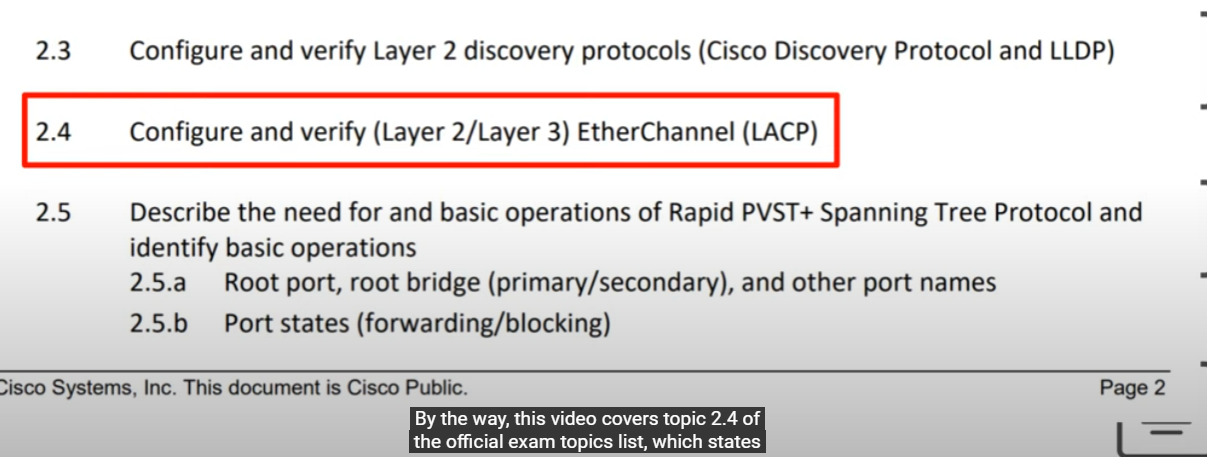 2.3 Configure and verify Layer 2 discovery protocols (Cisco Discovery Protocol and LLDP)
2.4 Configure and verify (Layer 2/Layer 3) EtherChannel (LACP)
2.5 Describe the need for and basic operations of Rapid PVST+ Spanning Tree Protocol and
identify basic operations
2.5.a Root port, root bridge (primary/secondary), and other port names
2.5.b Port states (forwarding/blocking)
Cisco Systems, Inc. This document is Cisco Public. Page 2
By the way, this video covers topic 2.4 of
the official exam topics list, which states